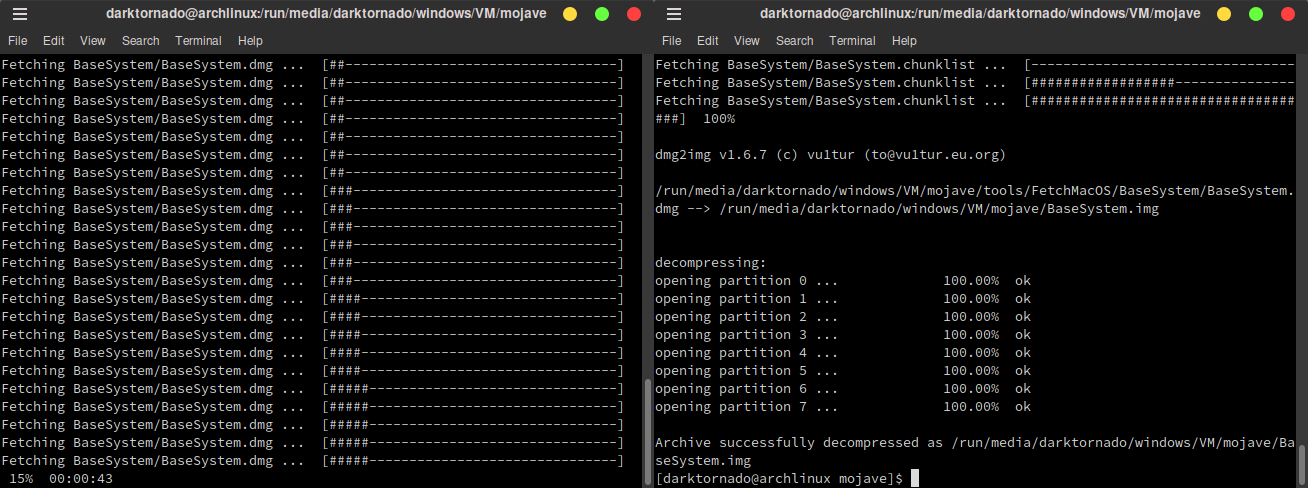 darktornado@archlinux:/run/media/darktornado/windows/VM/mojave
File Edit View Search Terminal Help
Fetching BaseSystem/BaseSystem.dmg ... [##----------------------------------]
Fetching BaseSystem/BaseSystem.dmg ... [##----------------------------------]
Fetching BaseSystem/BaseSystem.dmg ... [##----------------------------------]
Fetching BaseSystem/BaseSystem.dmg ... [##----------------------------------]
Fetching BaseSystem/BaseSystem.dmg ... [##----------------------------------]
Fetching BaseSystem/BaseSystem.dmg ... [##----------------------------------]
Fetching BaseSystem/BaseSystem.dmg ... [##----------------------------------]
Fetching BaseSystem/BaseSystem.dmg ... [###---------------------------------]
Fetching BaseSystem/BaseSystem.dmg ... [###---------------------------------]
Fetching BaseSystem/BaseSystem.dmg ... [###---------------------------------]
Fetching BaseSystem/BaseSystem.dmg ... [###---------------------------------]
Fetching BaseSystem/BaseSystem.dmg ... [###---------------------------------]
Fetching BaseSystem/BaseSystem.dmg ... [###---------------------------------]
Fetching BaseSystem/BaseSystem.dmg ... [####--------------------------------]
Fetching BaseSystem/BaseSystem.dmg ... [####--------------------------------]
Fetching BaseSystem/BaseSystem.dmg ... [####--------------------------------]
Fetching BaseSystem/BaseSystem.dmg ... [####--------------------------------]
Fetching BaseSystem/BaseSystem.dmg ... [####--------------------------------]
Fetching BaseSystem/BaseSystem.dmg ... [#####-------------------------------]
Fetching BaseSystem/BaseSystem.dmg ... [#####-------------------------------]
Fetching BaseSystem/BaseSystem.dmg ... [#####-------------------------------]
Fetching BaseSystem/BaseSystem.dmg ... [#####-------------------------------]
Fetching BaseSystem/BaseSystem.dmg ... [#####-------------------------------]
15% 00:00:43
darktornado@archlinux:/run/media/darktornado/windows/VM/mojave
File Edit View Search Terminal Help
Fetching BaseSystem/BaseSystem.chunklist ... [---------------------------------
Fetching BaseSystem/BaseSystem.chunklist ... [##################---------------
Fetching BaseSystem/BaseSystem.chunklist ... [#################################
###] 100%
dmg2img v1.6.7 (c) vu1tur (to@vu1tur.eu.org)
/run/media/darktornado/windows/VM/mojave/tools/FetchMacOS/BaseSystem/BaseSystem.
dmg --> /run/media/darktornado/windows/VM/mojave/BaseSystem.img
decompressing:
opening partition 0 ... 100.00% ok
opening partition 1 ... 100.00% ok
opening partition 2 ... 100.00% ok
opening partition 3 ... 100.00% ok
opening partition 4 ... 100.00% ok
opening partition 5 ... 100.00% ok
opening partition 6 ... 100.00% ok
opening partition 7 ... 100.00% ok
Archive successfully decompressed as /run/media/darktornado/windows/VM/mojave/Ba
seSystem.img
[darktornado@archlinux mojave]$